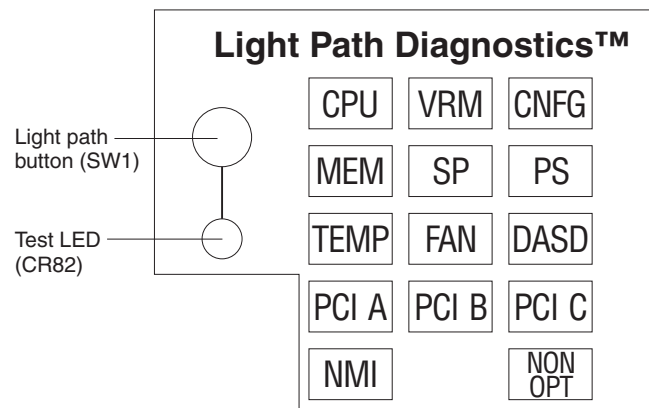 Light Path Diagnostics™
CPU VRM CNFG
Light path
button (SW1)
MEM SP PS
Test LED
(CR82)
TEMP FAN DASD
PCI A PCI B PCI C
NMI NON
OPT